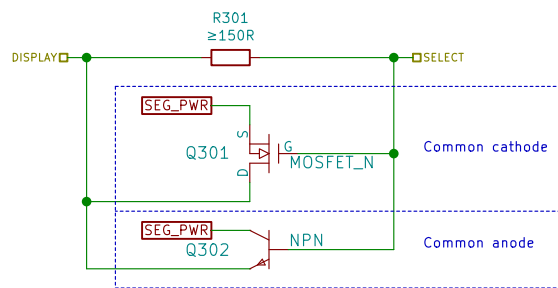 R301
≥150R
DISPLAY
SELECT
SEG_PWR
S
Q301
G
MOSFET_N
D
Common cathode
SEG_PWR
Q302
NPN
Common anode